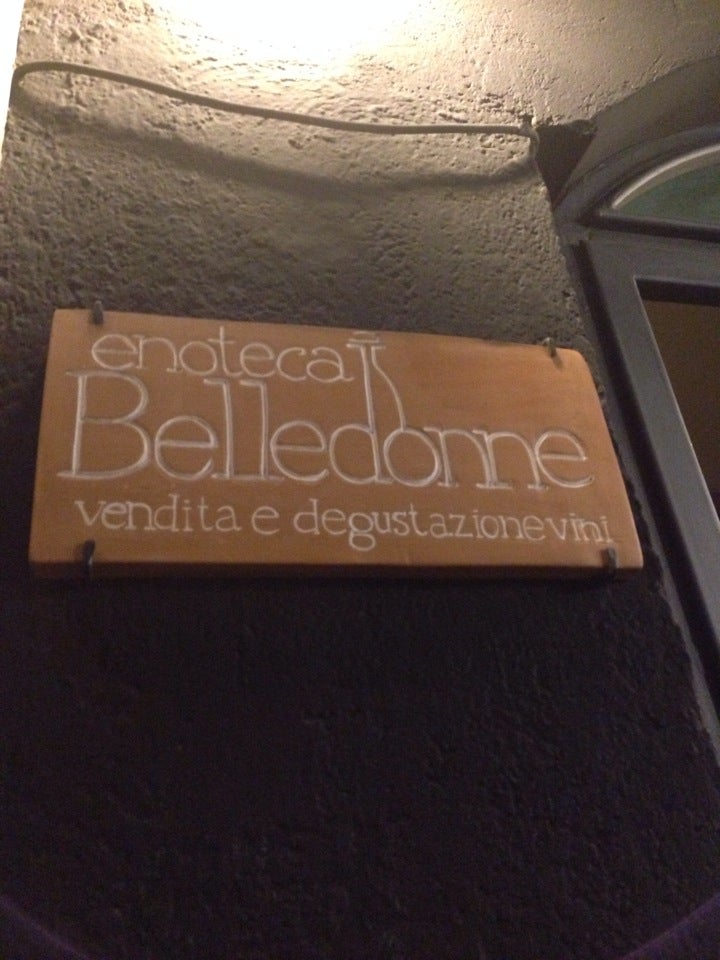 enoteca
Belledonne
vendita e degustazione vini